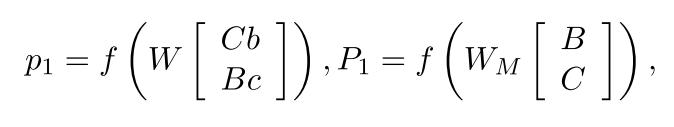 p_1 = f\left(W\begin{bmatrix} Cb \\ Bc \end{bmatrix}\right), P_1 = f\left(W_M\begin{bmatrix} B \\ C \end{bmatrix}\right),